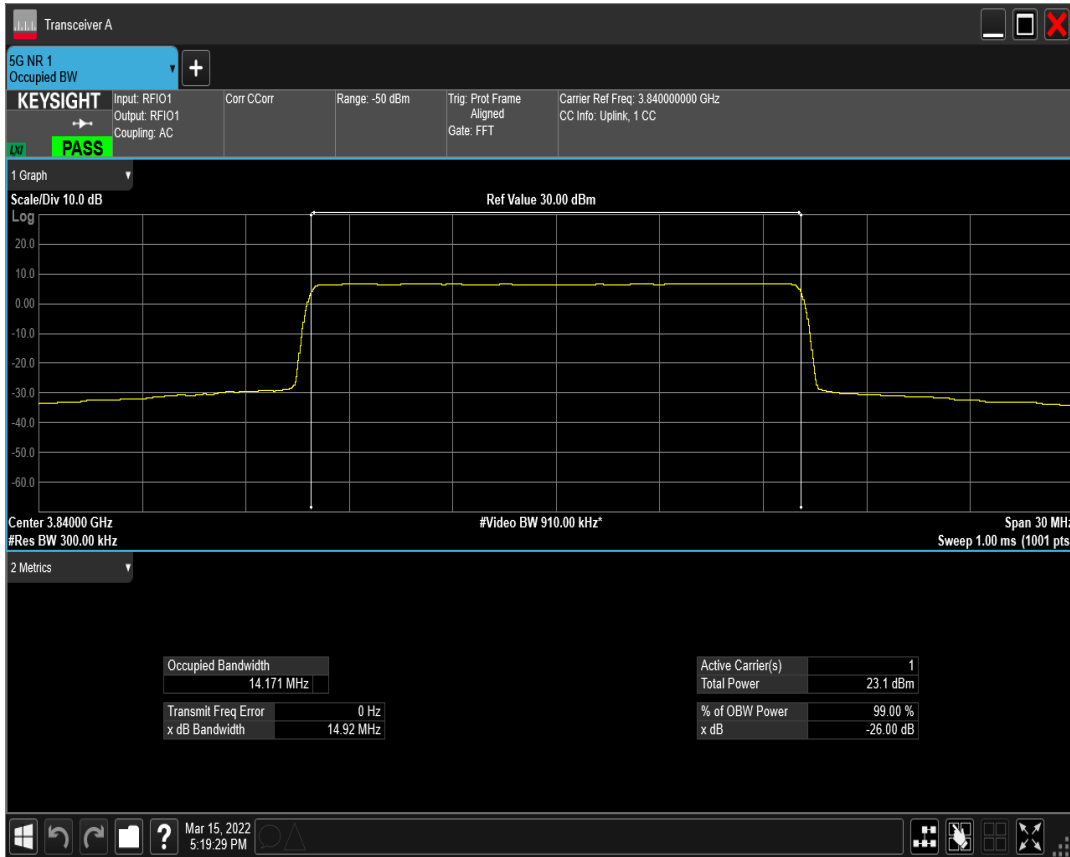 Transceiver A
5G NR 1
Occupied BW
+
KEYSIGHT
LXI
PASS
Input: RFIO1
Output: RFIO1
Coupling: AC
Corr CCorr
Range: -50 dBm
Trig: Prot Frame
Aligned
Gate: FFT
Carrier Ref Freq: 3.840000000 GHz
CC Info: Uplink, 1 CC
1 Graph
Scale/Div 10.0 dB
Ref Value 30.00 dBm
Log
20.0
10.0
0.00
-10.0
-20.0
-30.0
-40.0
-50.0
-60.0
Center 3.84000 GHz
#Video BW 910.00 kHz*
Span 30 MHz
#Res BW 300.00 kHz
Sweep 1.00 ms (1001 pts
2 Metrics
Occupied Bandwidth
14.171 MHz
Transmit Freq Error 0 Hz
x dB Bandwidth 14.92 MHz
Active Carrier(s) 1
Total Power 23.1 dBm
% of OBW Power 99.00 %
x dB -26.00 dB
?
Mar 15, 2022
5:19:29 PM